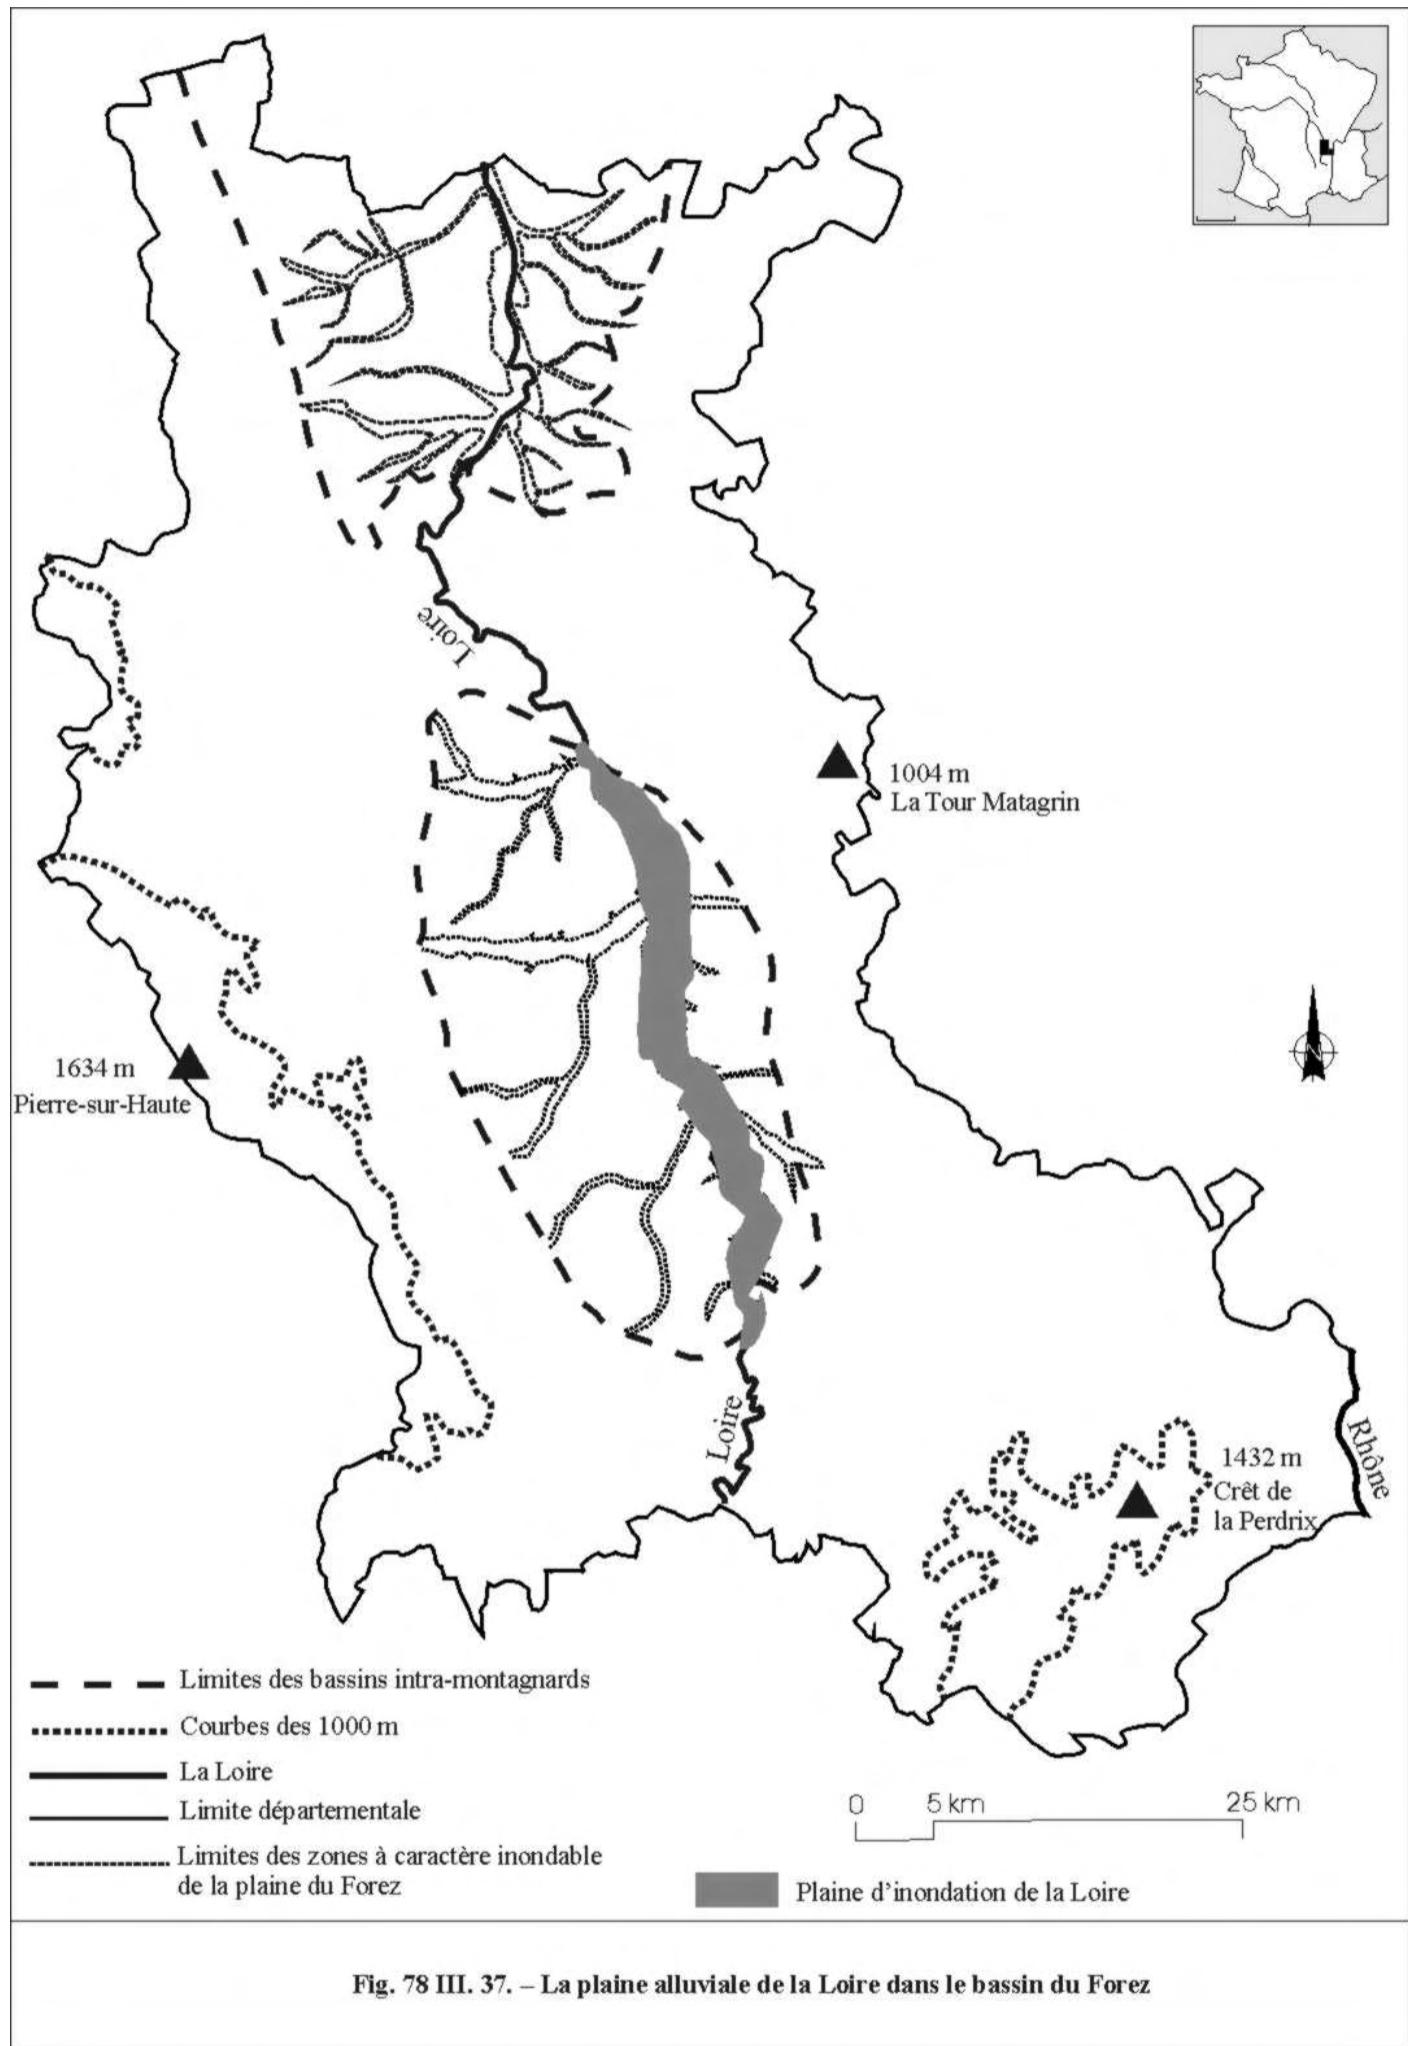 Loire
1004 m
La Tour Matagrin
N
1634 m
Pierre-sur-Haute
Loire
Rhône
1432 m
Crêt de
la Perdrix
Limites des bassins intra-montagnards
Courbes des 1000 m
La Loire
Limite départementale
Limites des zones à caractère inondable
de la plaine du Forez
0 5 km 25 km
Plaine d’inondation de la Loire
Fig. 78 III. 37. – La plaine alluviale de la Loire dans le bassin du Forez